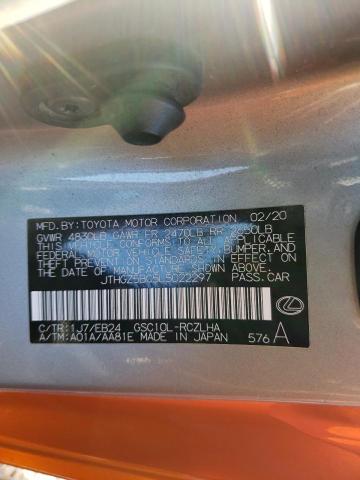 MFD. BY: TOYOTA MOTOR CORPORATION 02/20
GVWR 4830LB GAWR FR 2470LB RR
THIS VEHICLE CONFORMS TO ALL APPLICABLE
FEDERAL MOTOR VEHICLE SAFETY, BUMPER, AND
THEFT PREVENTION STANDARDS IN EFFECT ON
THE DATE OF MANUFACTURE SHOWN ABOVE.
PASS.CAR
C/TR: 1J7/EB24 GSC10L-RCZLHA
A/TM: A01A/AA81E MADE IN JAPAN 576 A